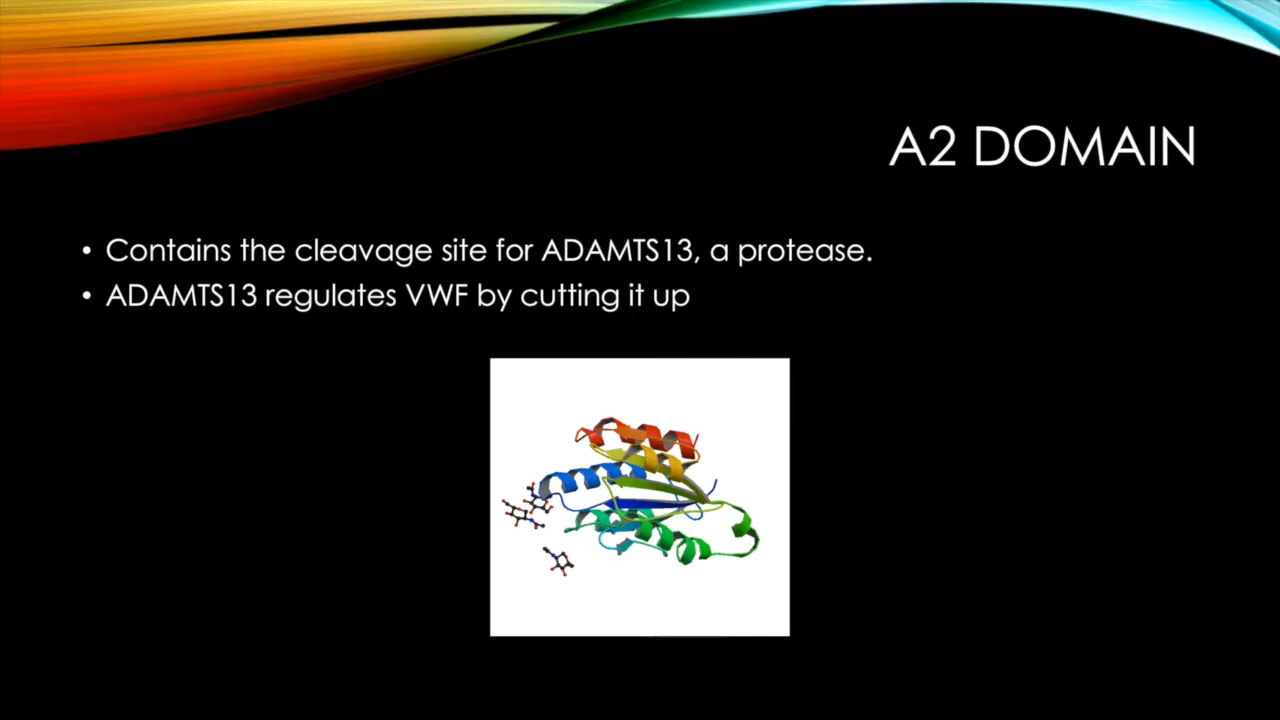 A2 DOMAIN
• Contains the cleavage site for ADAMTS13, a protease.
• ADAMTS13 regulates VWF by cutting it up